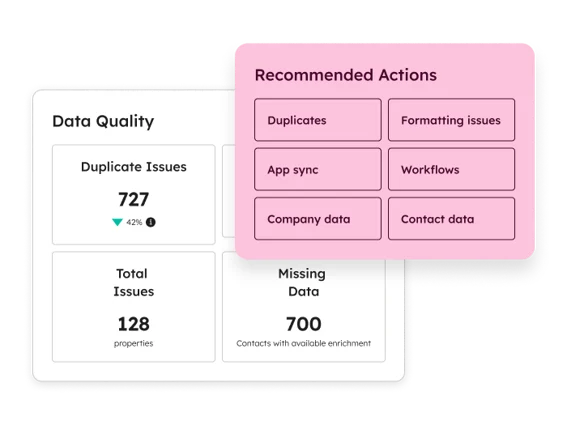 Recommended Actions
Duplicates
Formatting issues
App sync
Workflows
Company data
Contact data
Data Quality
Duplicate Issues
727
42% i
Total
Issues
128
properties
Missing
Data
700
Contacts with available enrichment